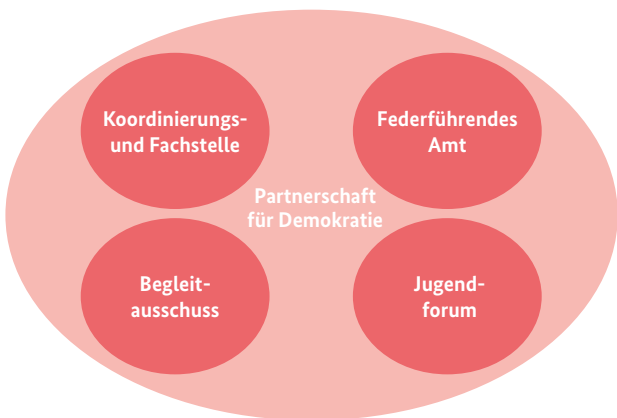 Koordinierungs-
und Fachstelle
Federführendes
Amt
Partnerschaft
für Demokratie
Begleit-
ausschuss
Jugend-
forum